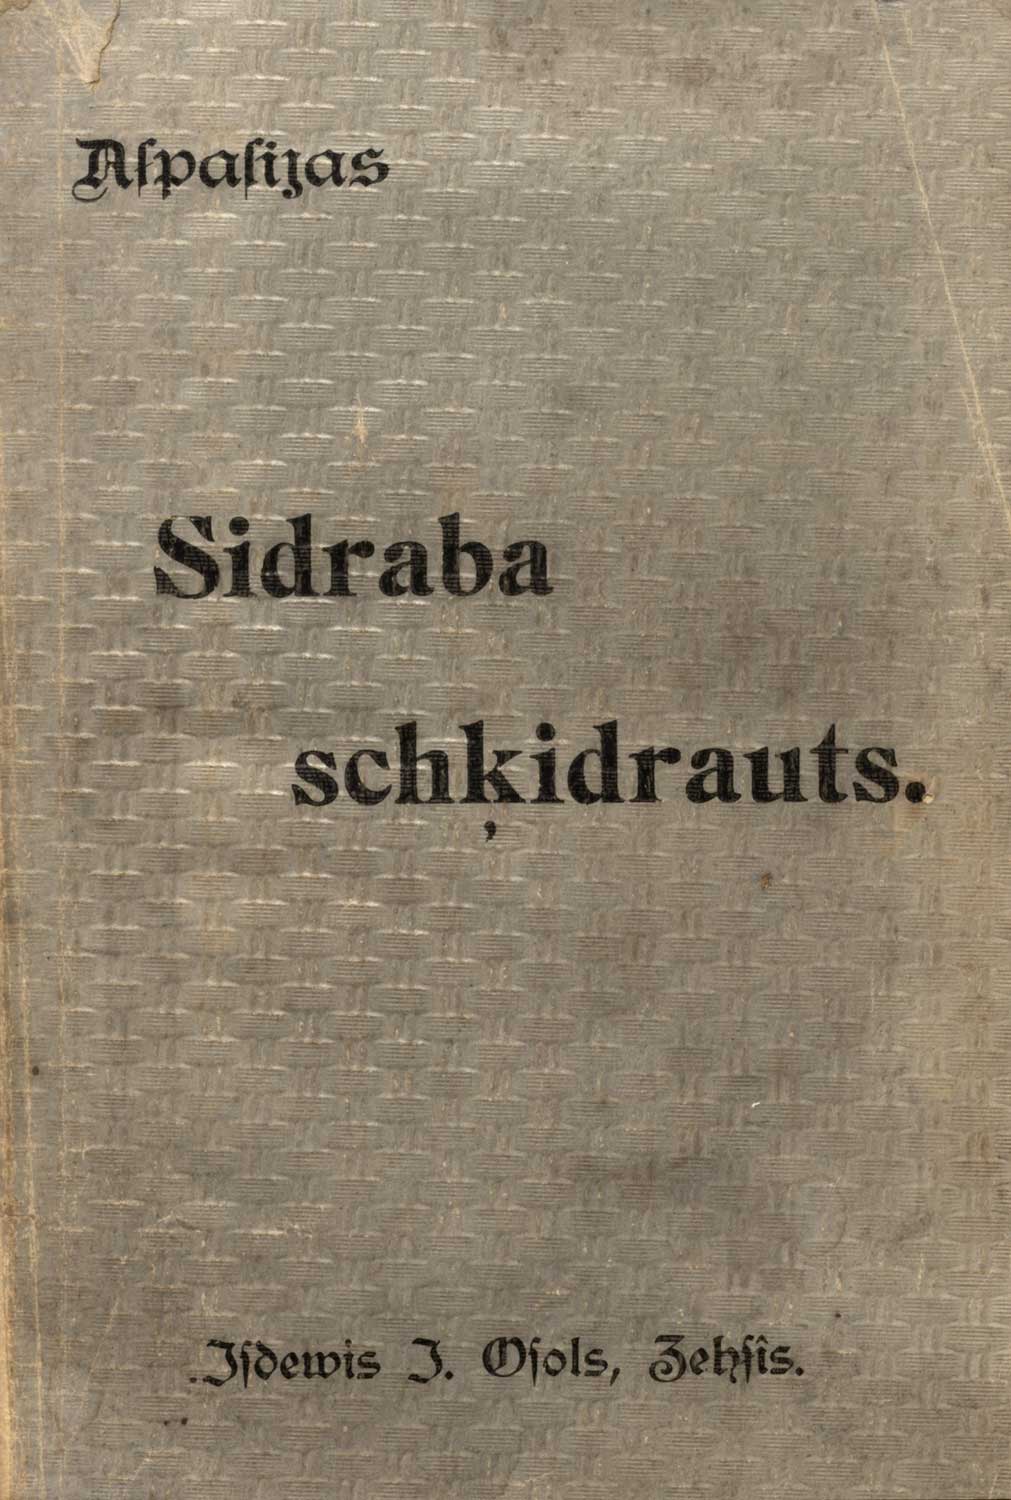 Aſpaſijas
Sidraba
schķidrauts.
Iſdewis J. Oſols, Zehſîs.